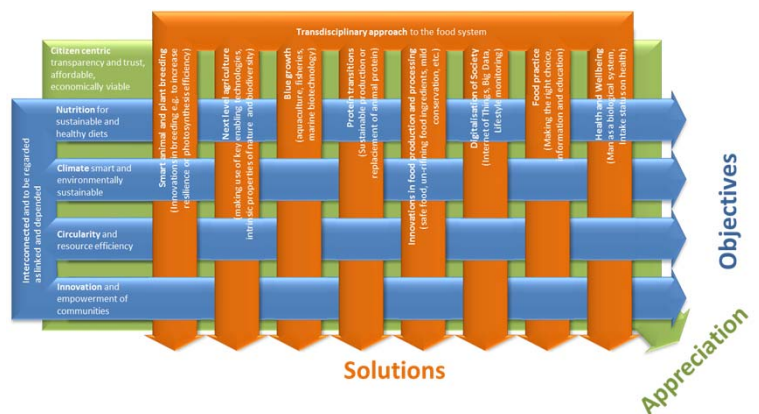 Transdisciplinary approach to the food system
Citizen centric
transparency and trust,
affordable,
economically viable
Interconnected and to be regarded
as linked and depended
Nutrition for
sustainable and
healthy diets
Climate smart and
environmentally
sustainable
Circularity and
resource efficiency
Innovation and
empowerment of
communities
Smart animal and plant breeding
(Innovations in breeding e.g. to increase
resilience or photosynthesis efficiency)
Next level agriculture
(making use of key enabling technologies,
intrinsic properties of nature and biodiversity)
Blue growth
(aquaculture, fisheries,
marine biotechnology)
Protein transitions
(Sustainable production or
replacement of animal protein)
Innovations in food production and processing
(safe food, un-refining food ingredients, mild
conservation, etc.)
Digitalisation of Society
(Internet of Things, Big Data,
Lifestyle monitoring)
Food practice
(Making the right choice,
information and education)
Health and Wellbeing
(Man as a biological system,
Intake status on health)
Objectives
Solutions
Appreciation